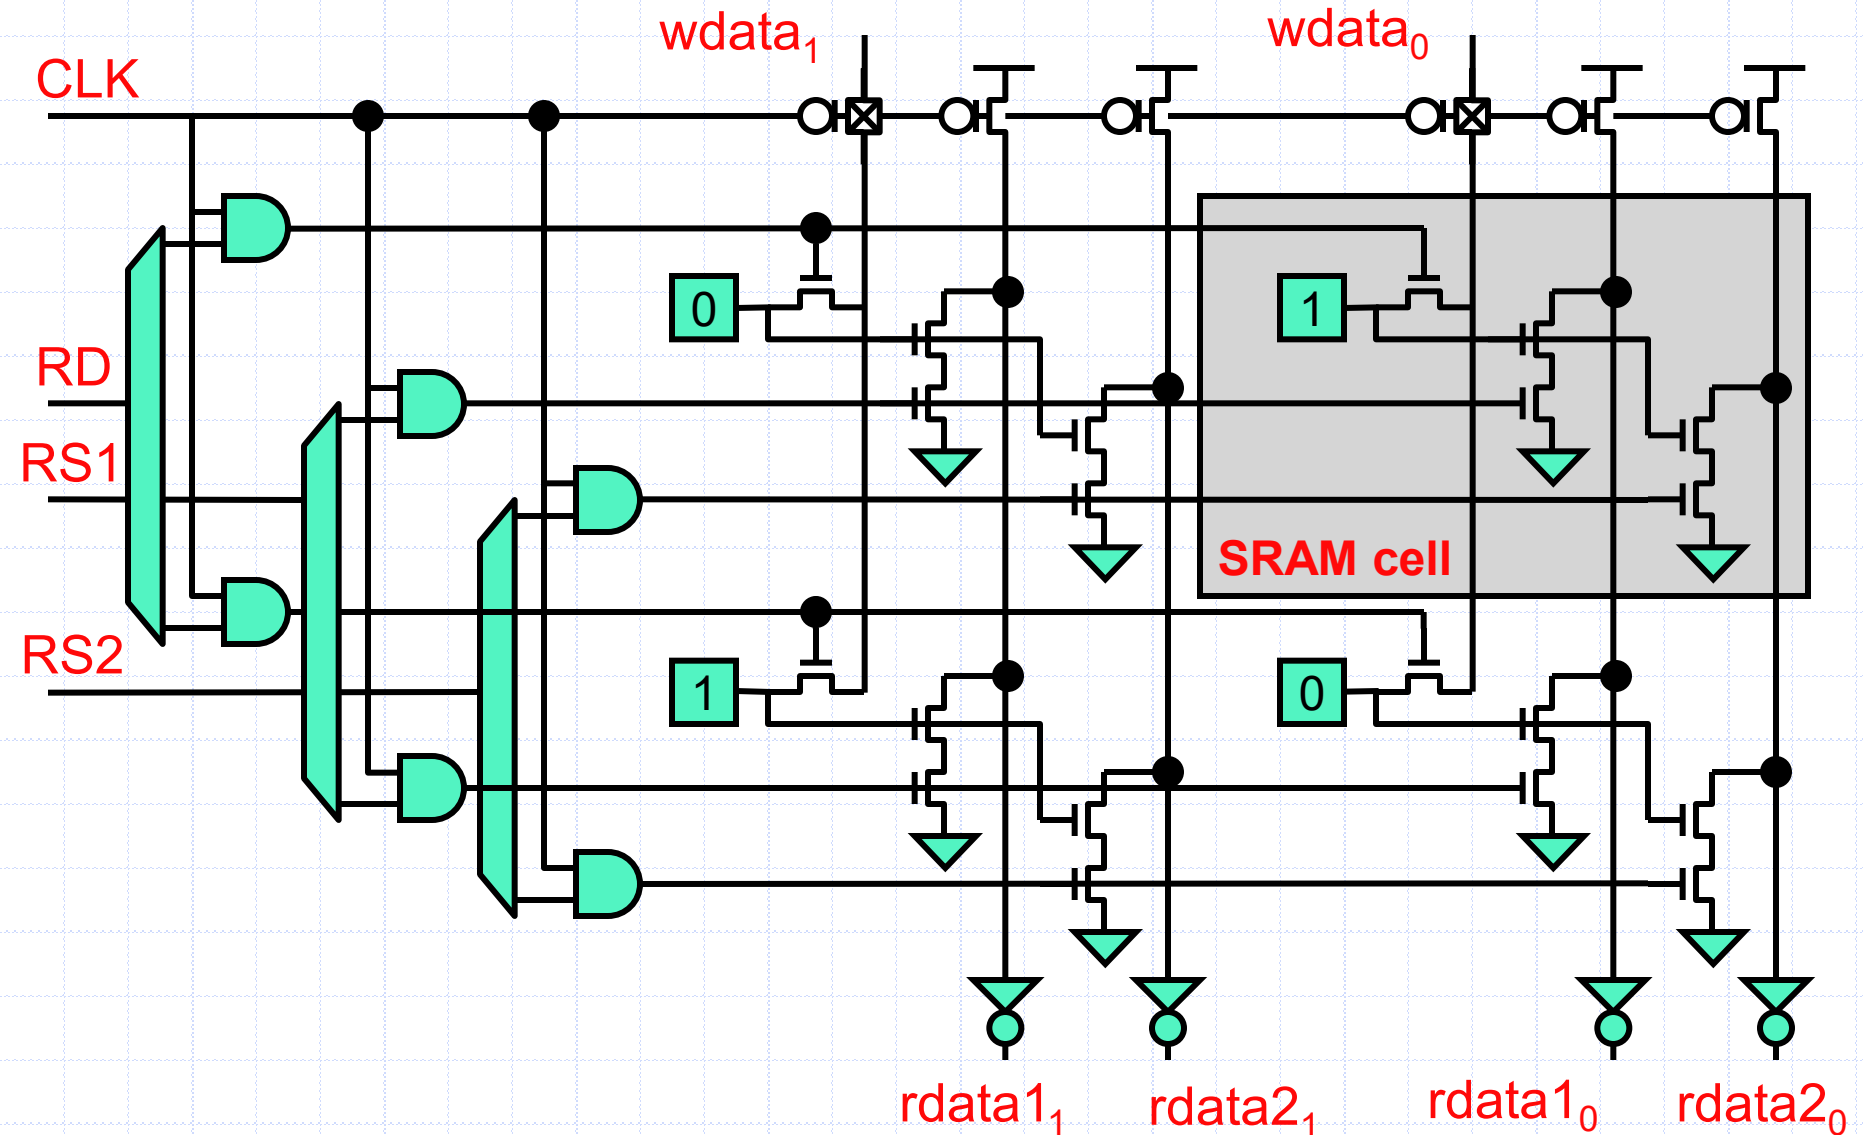 wdata₁
wdata₀
CLK
0
1
RD
RS1
SRAM cell
RS2
1
0
rdata1₁
rdata2₁
rdata1₀
rdata2₀